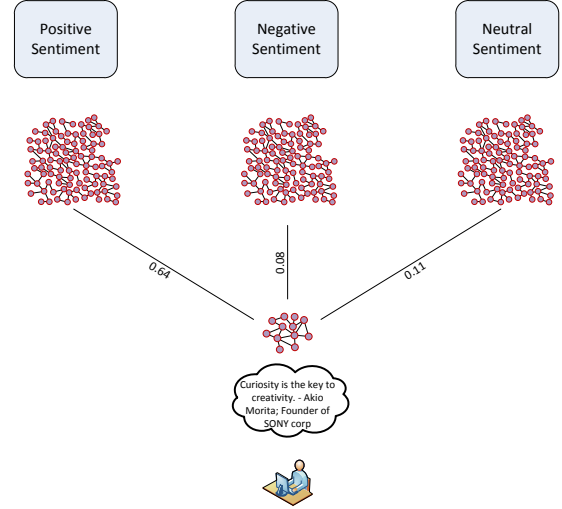 Positive
Sentiment
Negative
Sentiment
Neutral
Sentiment
0.64
0.08
0.11
Curiosity is the key to
creativity. - Akio
Morita; Founder of
SONY corp